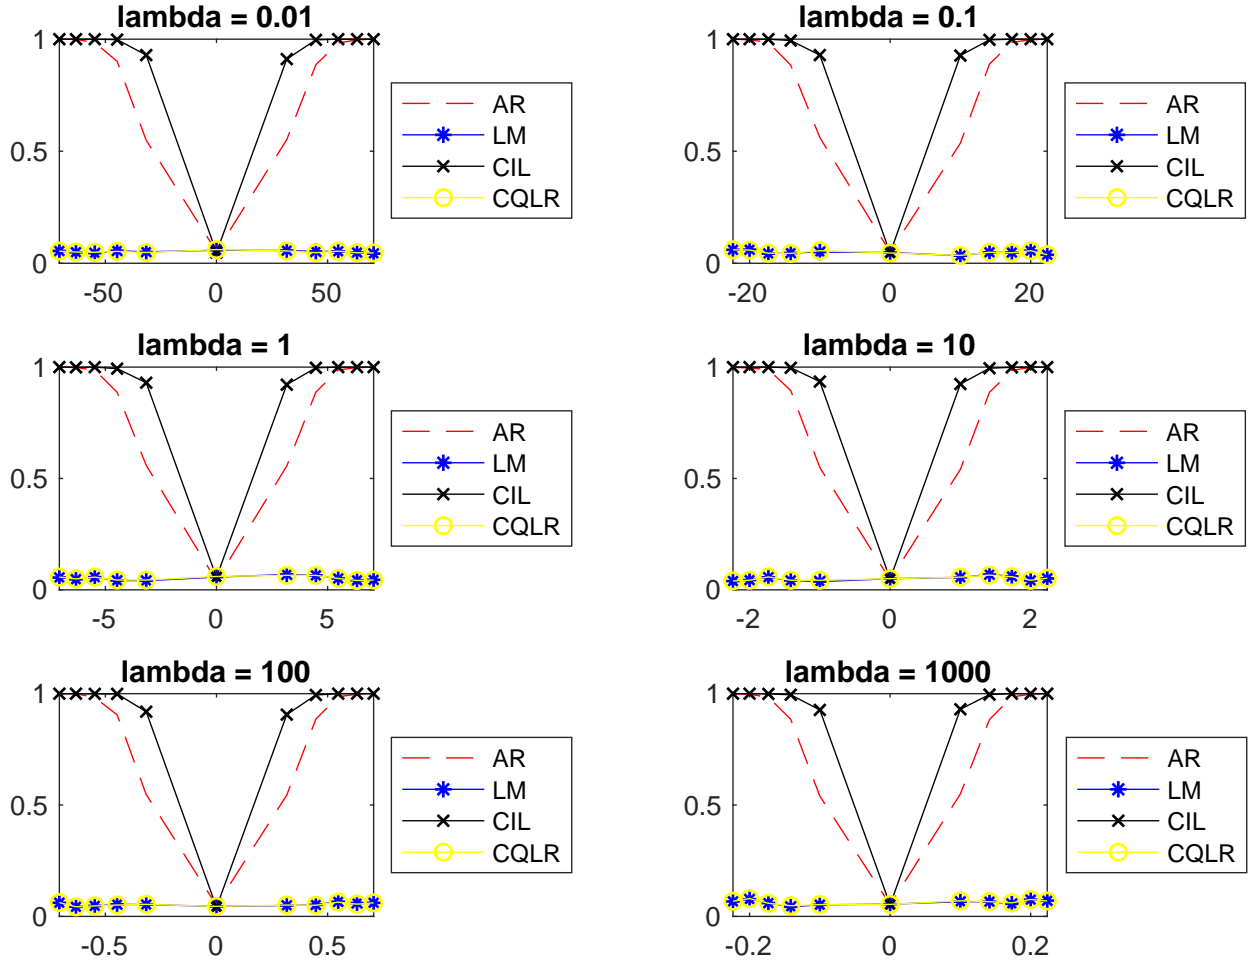 lambda = 0.01
1
0.5
0
-50
0
50
AR
LM
CIL
CQLR
lambda = 0.1
1
0.5
0
-20
0
20
AR
LM
CIL
CQLR
lambda = 1
1
0.5
0
-5
0
5
AR
LM
CIL
CQLR
lambda = 10
1
0.5
0
-2
0
2
AR
LM
CIL
CQLR
lambda = 100
1
0.5
0
-0.5
0
0.5
AR
LM
CIL
CQLR
lambda = 1000
1
0.5
0
-0.2
0
0.2
AR
LM
CIL
CQLR